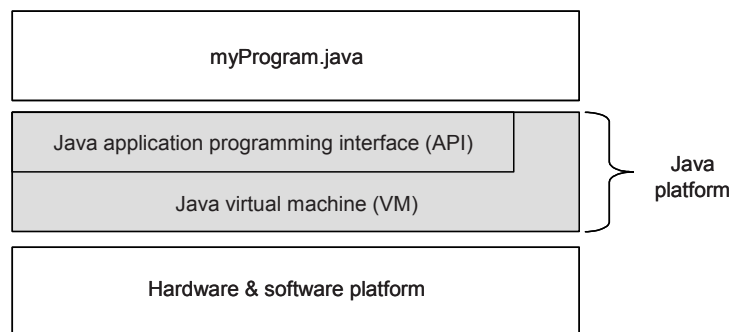 myProgram.java
Java application programming interface (API)
Java virtual machine (VM)
Java
platform
Hardware & software platform